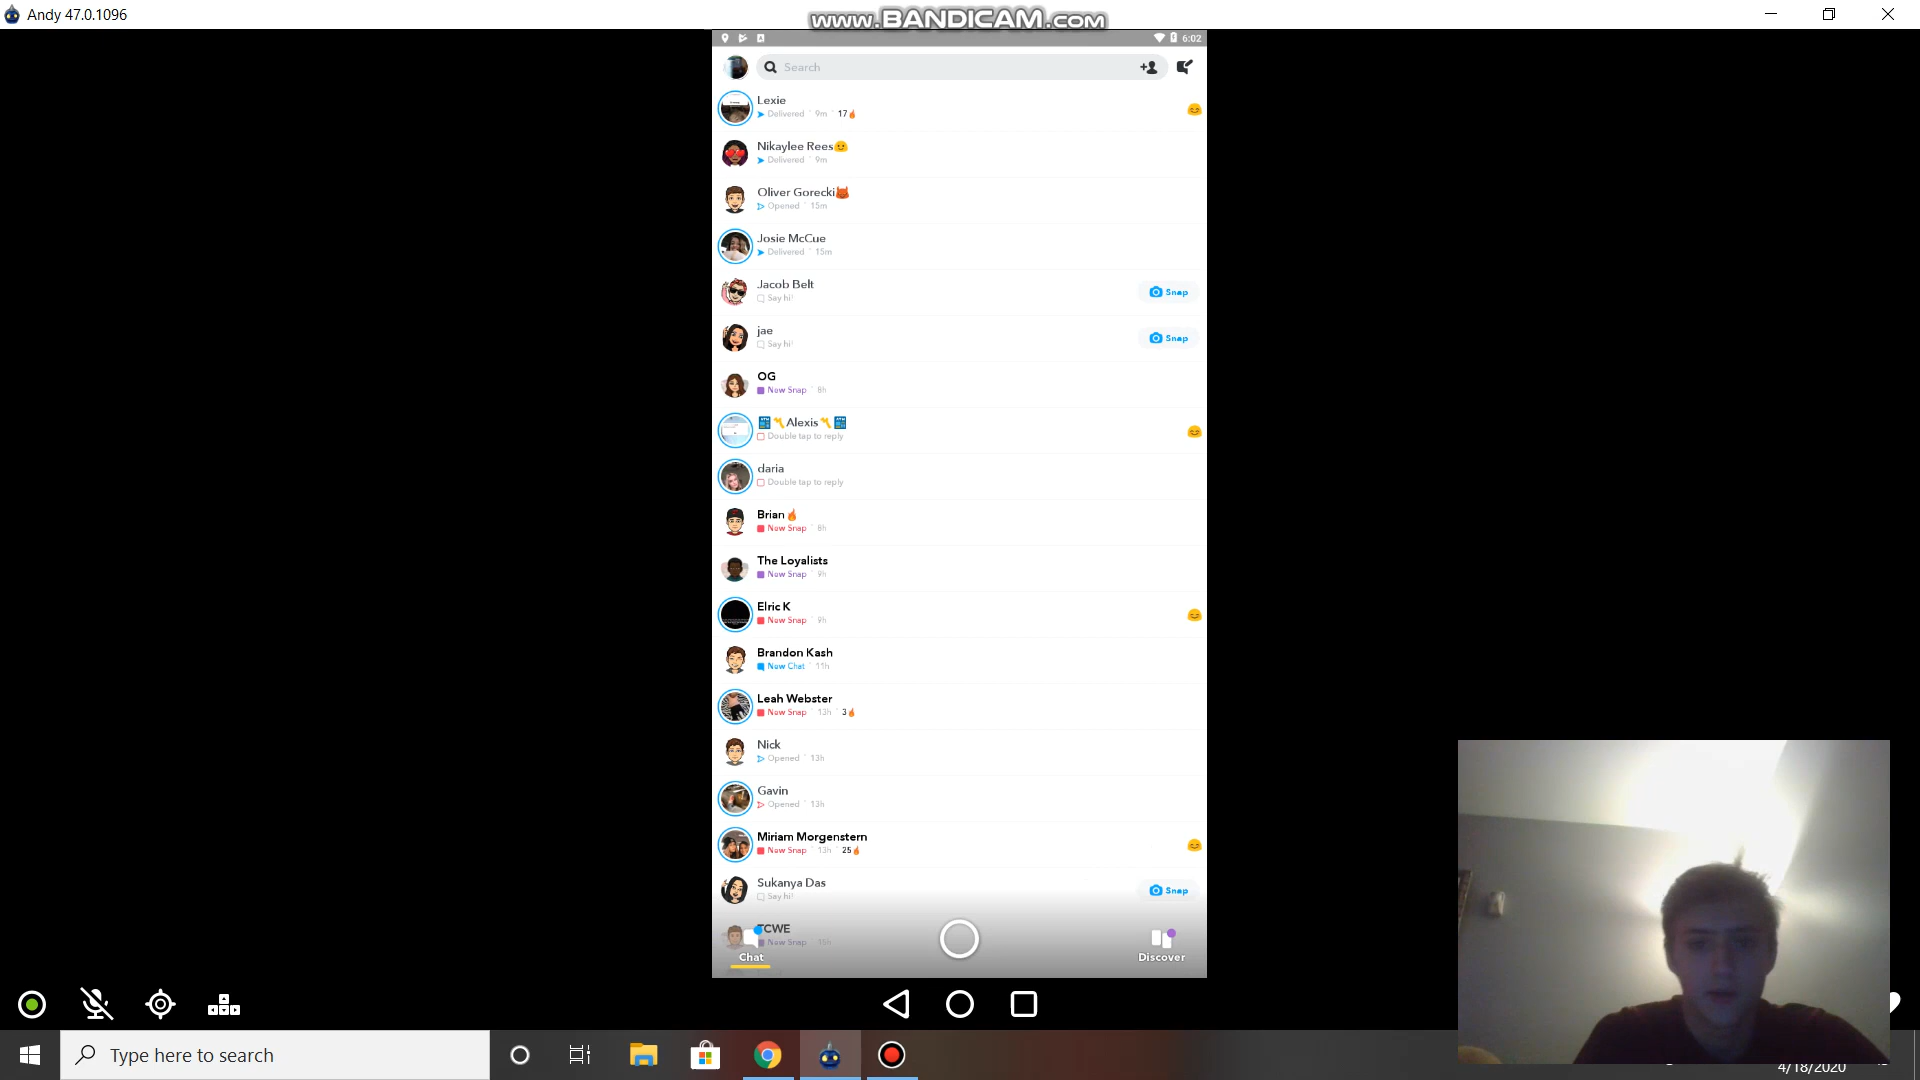 Andy 47.0.1096
www.BANDICAM.com
6:02
Search
Lexie
Delivered · 9m · 17🔥
Nikaylee Rees🙂
Delivered · 9m
Oliver Gorecki👹
Opened · 15m
Josie McCue
Delivered · 15m
Jacob Belt
Say hi!
Snap
jae
Say hi!
Snap
OG
New Snap · 8h
🏧〽️Alexis〽️🏧
Double tap to reply
daria
Double tap to reply
Brian🔥
New Snap · 8h
The Loyalists
New Snap · 9h
Elric K
New Snap · 9h
Brandon Kash
New Chat · 11h
Leah Webster
New Snap · 13h · 3🔥
Nick
Opened · 13h
Gavin
Opened · 13h
Miriam Morgenstern
New Snap · 13h · 25🔥
Sukanya Das
Say hi!
Snap
TCWE
New Snap · 15h
Chat
Discover
Type here to search
4/18/2020